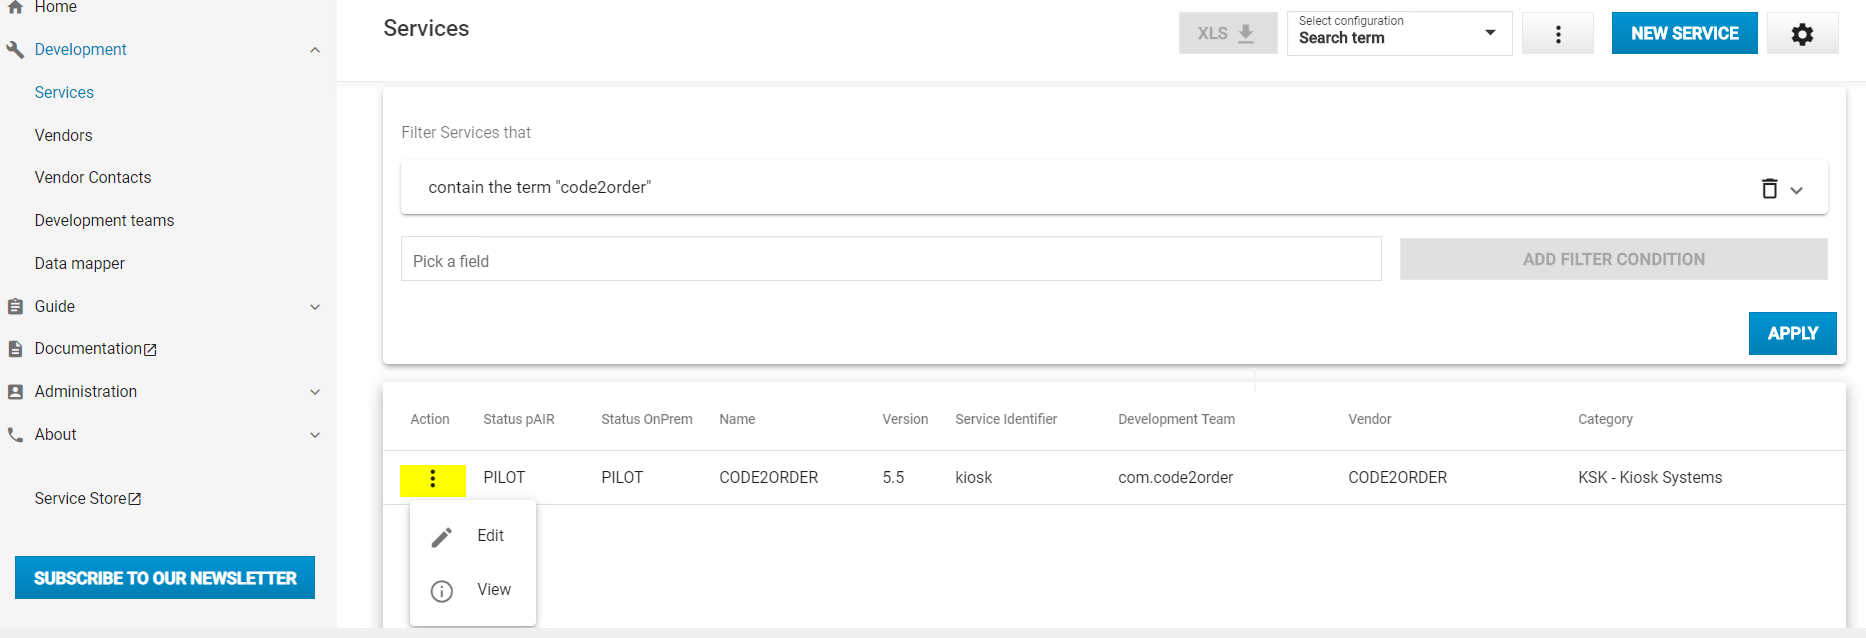 Home
Development
Services
Vendors
Vendor Contacts
Development teams
Data mapper
Guide
Documentation
Administration
About
Service Store
SUBSCRIBE TO OUR NEWSLETTER
Services
XLS
Select configuration
Search term
NEW SERVICE
Filter Services that
contain the term "code2order"
Pick a field
ADD FILTER CONDITION
APPLY
Action Status pAIR Status OnPrem Name Version Service Identifier Development Team Vendor Category
PILOT PILOT CODE2ORDER 5.5 kiosk com.code2order CODE2ORDER KSK - Kiosk Systems
Edit
View